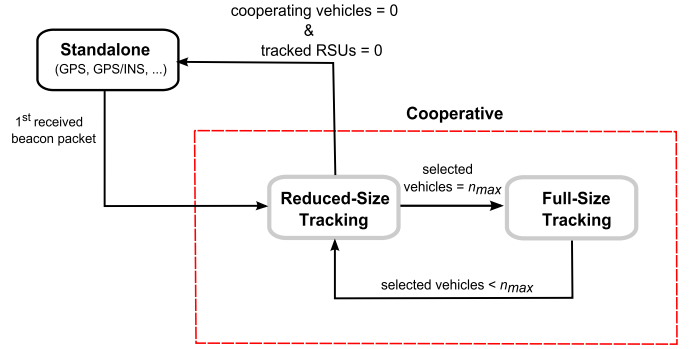 cooperating vehicles = 0
&
tracked RSUs = 0
Standalone
(GPS, GPS/INS, ...)
1st received
beacon packet
Cooperative
Reduced-Size
Tracking
selected
vehicles = nmax
Full-Size
Tracking
selected vehicles < nmax